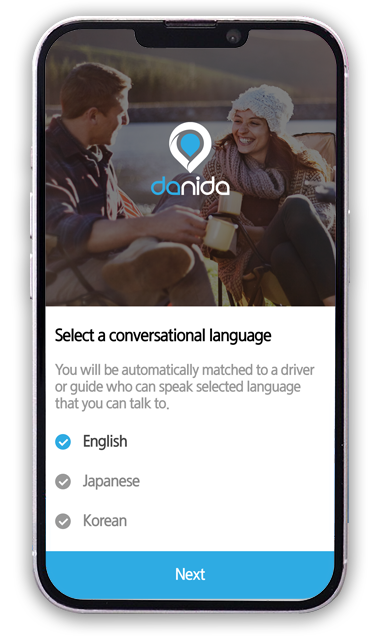 danida
Select a conversational language
You will be automatically matched to a driver
or guide who can speak selected language
that you can talk to.
English
Japanese
Korean
Next